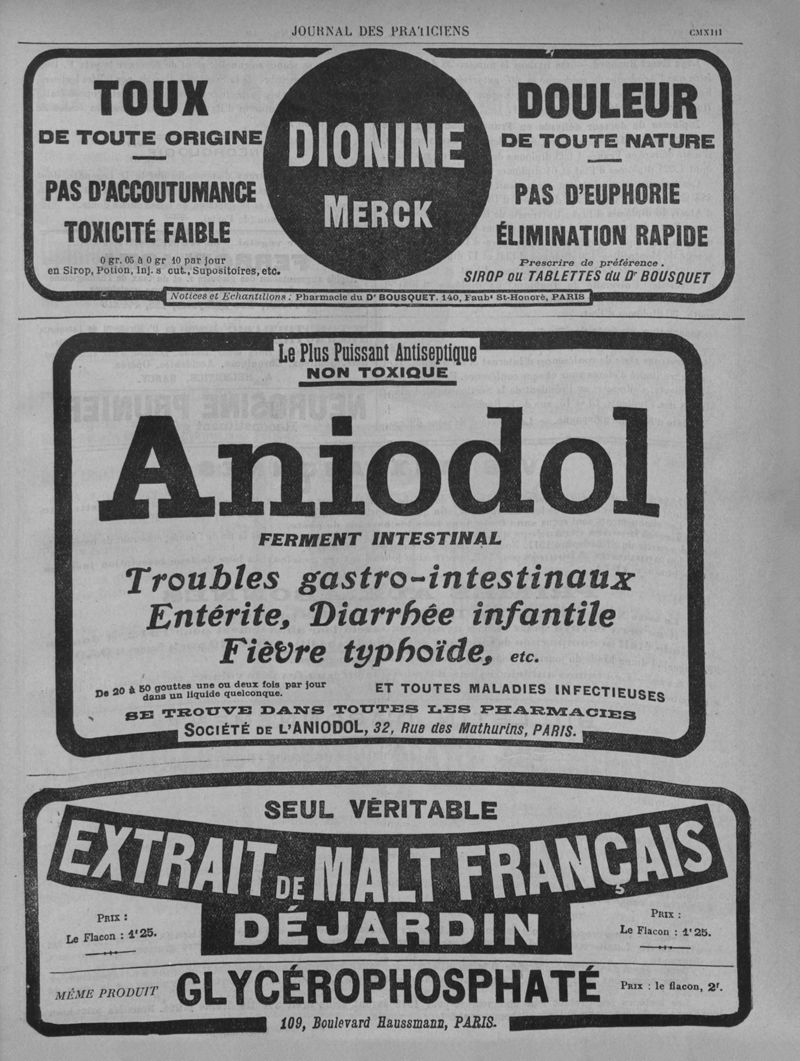 JOURNAL DES PRATICIENS
CMXIII
TOUX
DE TOUTE ORIGINE
PAS D'ACCOUTUMANCE
TOXICITÉ FAIBLE
0 gr. 05 à 0 gr 10 par jour
en Sirop, Potion, Inj. s cut., Supositoires, etc.
DIONINE
MERCK
DOULEUR
DE TOUTE NATURE
PAS D'EUPHORIE
ÉLIMINATION RAPIDE
Prescrire de préférence.
SIROP ou TABLETTES du Dr BOUSQUET
Notices et Echantillons : Pharmacie du Dr BOUSQUET. 140, Faubg St-Honoré, PARIS
Le Plus Puissant Antiseptique
NON TOXIQUE
Aniodol
FERMENT INTESTINAL
Troubles gastro-intestinaux
Entérite, Diarrhée infantile
Fièvre typhoïde, etc.
De 20 à 50 gouttes une ou deux fois par jour
dans un liquide quelconque.
ET TOUTES MALADIES INFECTIEUSES
SE TROUVE DANS TOUTES LES PHARMACIES
SOCIÉTÉ DE L'ANIODOL, 32, Rue des Mathurins, PARIS.
SEUL VÉRITABLE
EXTRAIT DE MALT FRANÇAIS
DÉJARDIN
PRIX :
Le Flacon : 1f 25.
PRIX :
Le Flacon : 1f 25.
MÊME PRODUIT
GLYCÉROPHOSPHATÉ
PRIX : le flacon, 2f.
109, Boulevard Haussmann, PARIS.